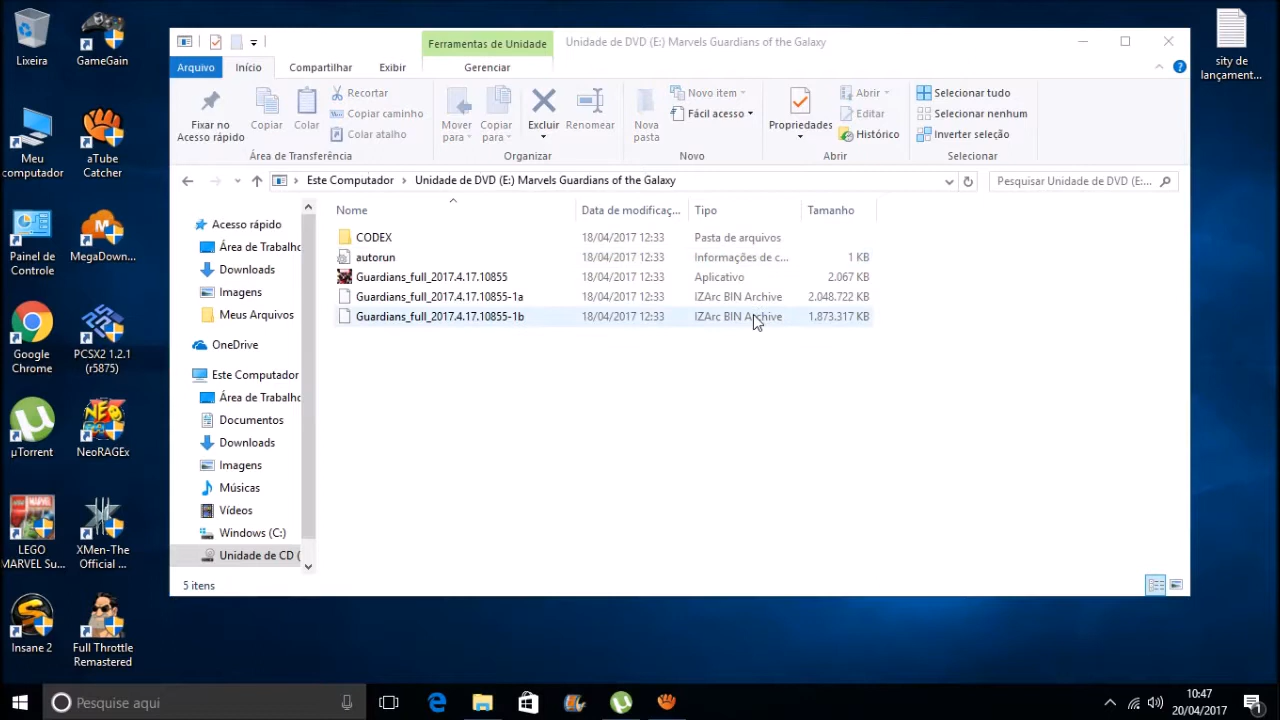 Lixeira
GameGain
Meu
computador
aTube
Catcher
Painel de
Controle
MegaDown...
Google
Chrome
PCSX2 1.2.1
(r5875)
µTorrent
NeoRAGEx
LEGO
MARVEL Su...
XMen-The
Official ...
Insane 2
Full Throttle
Remastered
sity de
lançament...
Ferramentas de Unidade
Unidade de DVD (E:) Marvels Guardians of the Galaxy
Arquivo
Início
Compartilhar
Exibir
Gerenciar
Fixar no
Acesso rápido
Copiar
Colar
Recortar
Copiar caminho
Colar atalho
Área de Transferência
Mover
para
Copiar
para
Excluir
Renomear
Organizar
Nova
pasta
Novo item
Fácil acesso
Novo
Propriedades
Abrir
Editar
Histórico
Abrir
Selecionar tudo
Selecionar nenhum
Inverter seleção
Selecionar
Este Computador > Unidade de DVD (E:) Marvels Guardians of the Galaxy
Pesquisar Unidade de DVD (E:...
Acesso rápido
Área de Trabalho
Downloads
Imagens
Meus Arquivos
OneDrive
Este Computador
Área de Trabalho
Documentos
Downloads
Imagens
Músicas
Vídeos
Windows (C:)
Unidade de CD (
Nome Data de modificaç... Tipo Tamanho
CODEX 18/04/2017 12:33 Pasta de arquivos
autorun 18/04/2017 12:33 Informações de c... 1 KB
Guardians_full_2017.4.17.10855 18/04/2017 12:33 Aplicativo 2.067 KB
Guardians_full_2017.4.17.10855-1a 18/04/2017 12:33 IZArc BIN Archive 2.048.722 KB
Guardians_full_2017.4.17.10855-1b 18/04/2017 12:33 IZArc BIN Archive 1.873.317 KB
5 itens
Pesquise aqui
10:47
20/04/2017
1